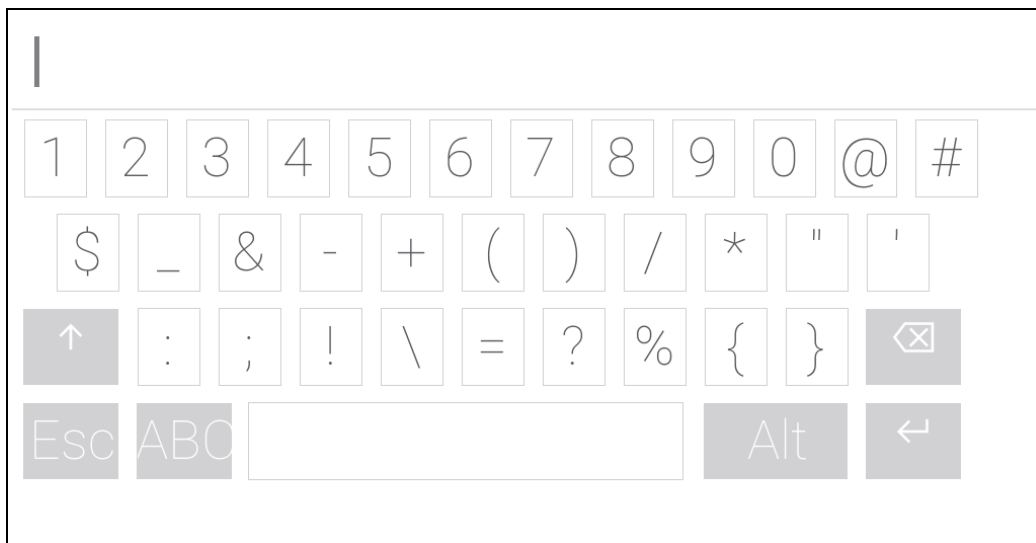 1 2 3 4 5 6 7 8 9 0 @ #
$ _ & - + ( ) / * " '
↑ : ; ! \ = ? % { } ⌫
Esc ABC Alt ↵